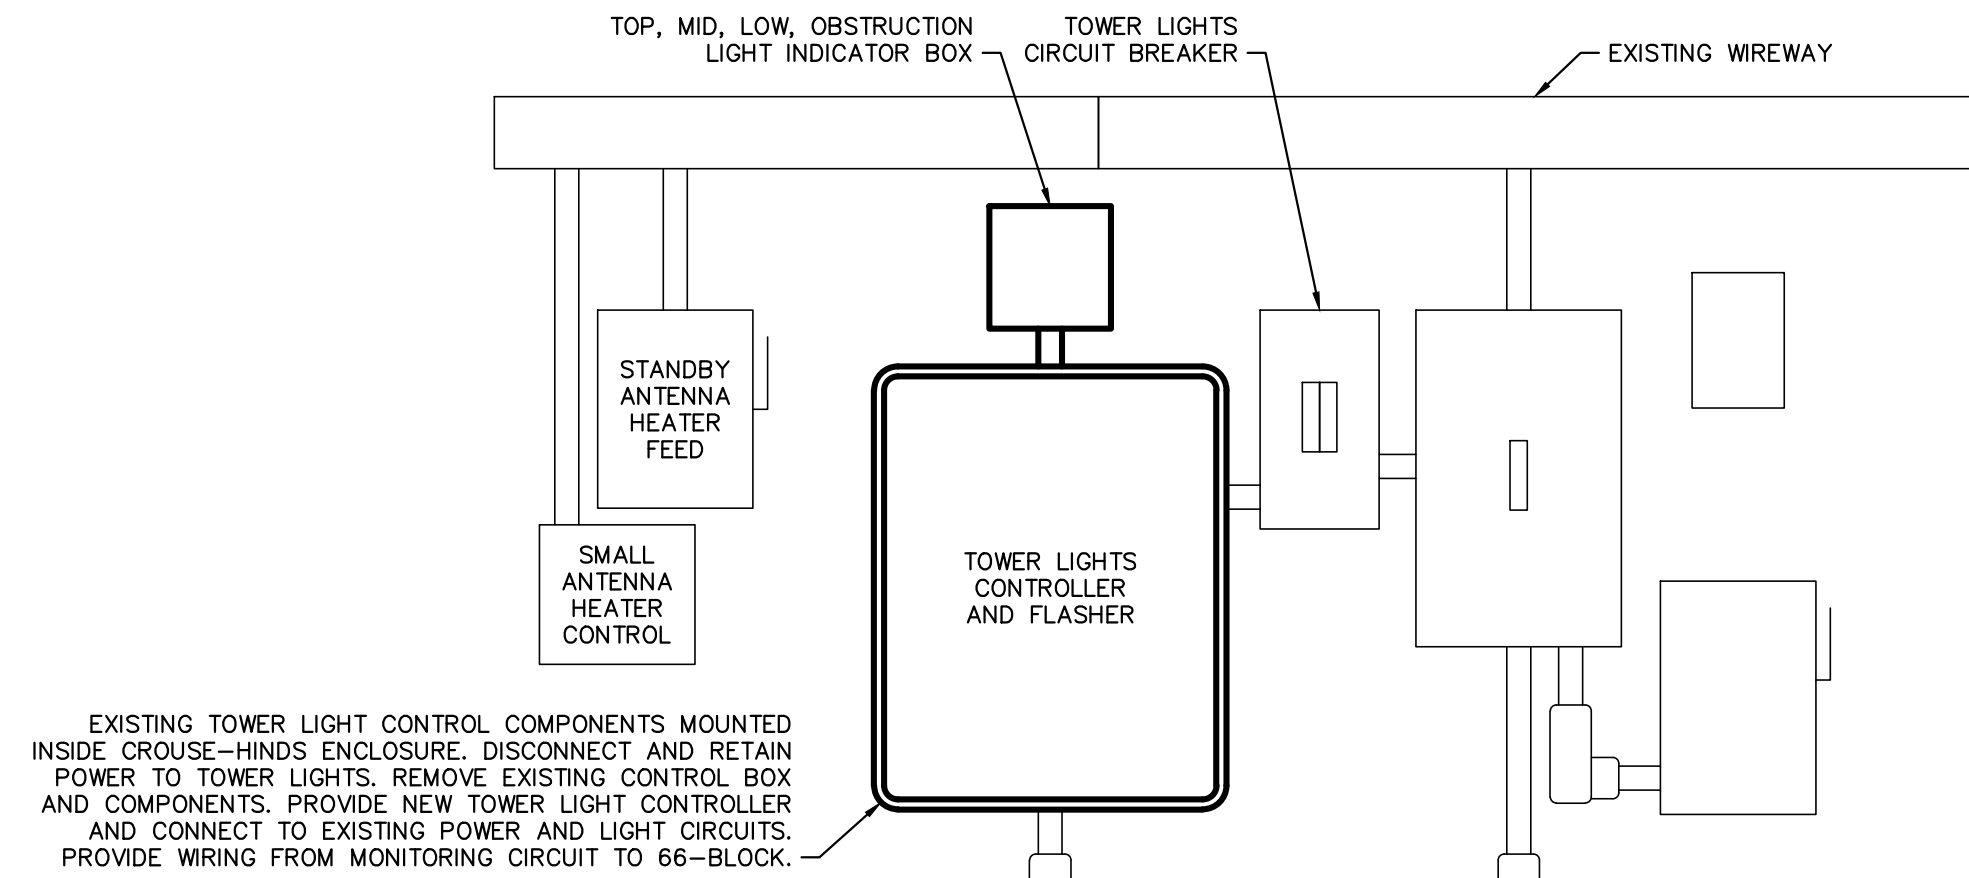 TOP, MID, LOW, OBSTRUCTION
LIGHT INDICATOR BOX
TOWER LIGHTS
CIRCUIT BREAKER
EXISTING WIREWAY
STANDBY
ANTENNA
HEATER
FEED
SMALL
ANTENNA
HEATER
CONTROL
TOWER LIGHTS
CONTROLLER
AND FLASHER
EXISTING TOWER LIGHT CONTROL COMPONENTS MOUNTED
INSIDE CROUSE-HINDS ENCLOSURE. DISCONNECT AND RETAIN
POWER TO TOWER LIGHTS. REMOVE EXISTING CONTROL BOX
AND COMPONENTS. PROVIDE NEW TOWER LIGHT CONTROLLER
AND CONNECT TO EXISTING POWER AND LIGHT CIRCUITS.
PROVIDE WIRING FROM MONITORING CIRCUIT TO 66-BLOCK.